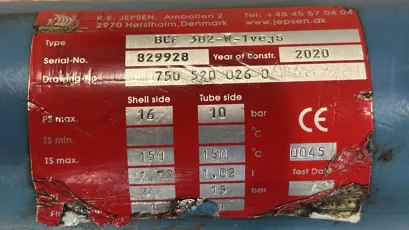 K.E. JEPSEN, Ambolten 2 Tel: +45 45 57 04 04
2970 Hørsholm, Denmark www.jepsen.dk
Type BCF 302-W-1vejs
Serial-No. 829928 Year of Constr. 2020
Drawing-No 750 520 026 0
Shell side Tube side
PS max. 16 10 bar
TS min. °C
TS max. 150 150 °C 0045
1.02 l Test Date
15 bar
CE